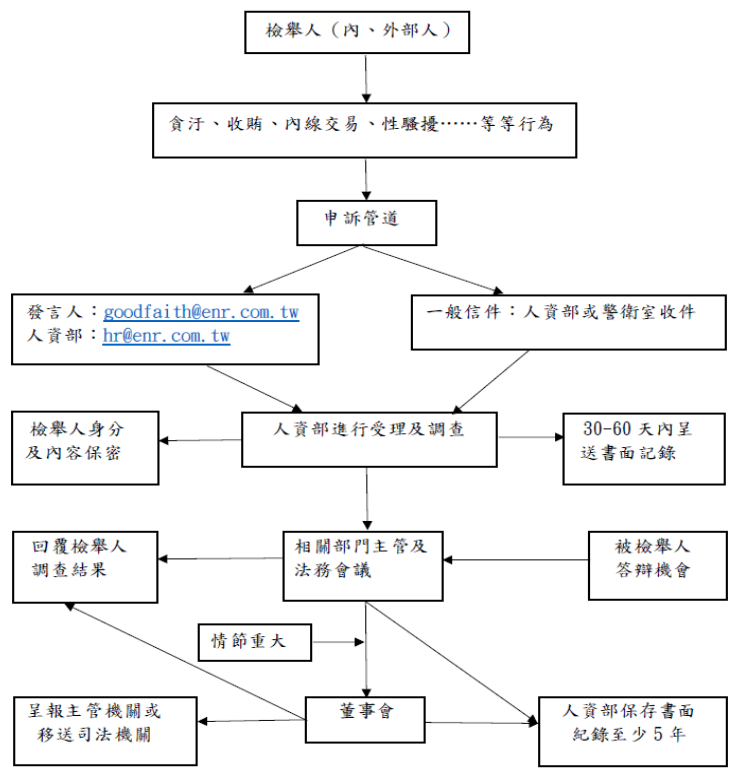 檢舉人（內、外部人）
貪汙、收賄、內線交易、性騷擾……等等行為
申訴管道
發言人：goodfaith@enr.com.tw
人資部：hr@enr.com.tw
一般信件：人資部或警衛室收件
檢舉人身分
及內容保密
人資部進行受理及調查
30-60 天內呈
送書面記錄
回覆檢舉人
調查結果
相關部門主管及
法務會議
被檢舉人
答辯機會
情節重大
呈報主管機關或
移送司法機關
董事會
人資部保存書面
紀錄至少 5 年